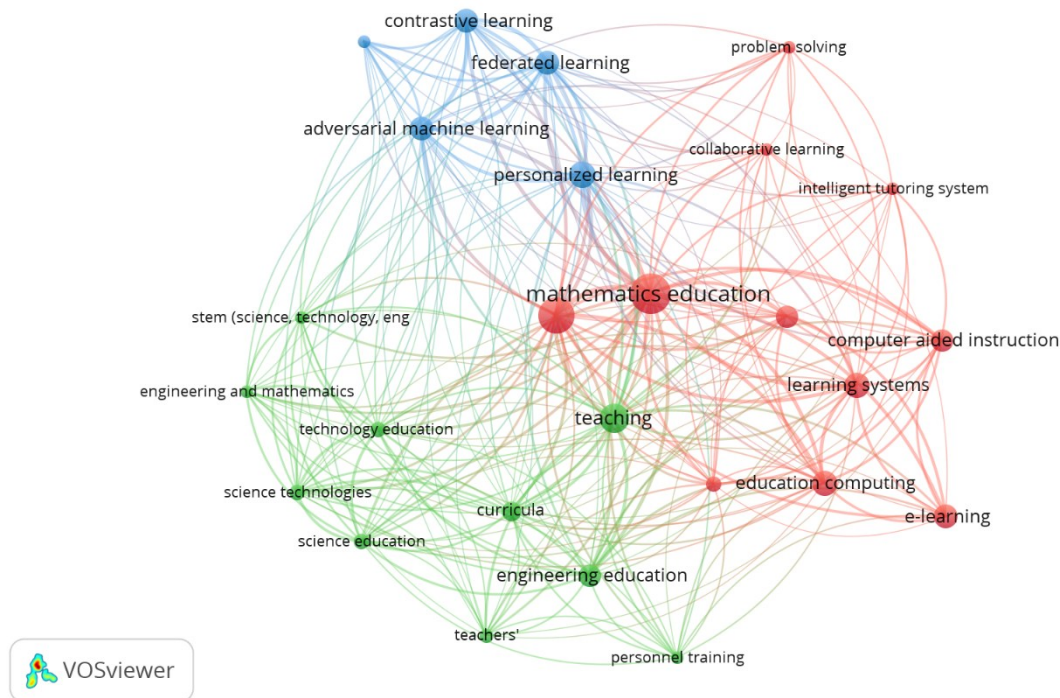 contrastive learning
federated learning
problem solving
adversarial machine learning
collaborative learning
personalized learning
intelligent tutoring system
mathematics education
stem (science, technology, eng
computer aided instruction
engineering and mathematics
learning systems
teaching
technology education
science technologies
education computing
curricula
e-learning
science education
engineering education
teachers'
personnel training
VOSviewer